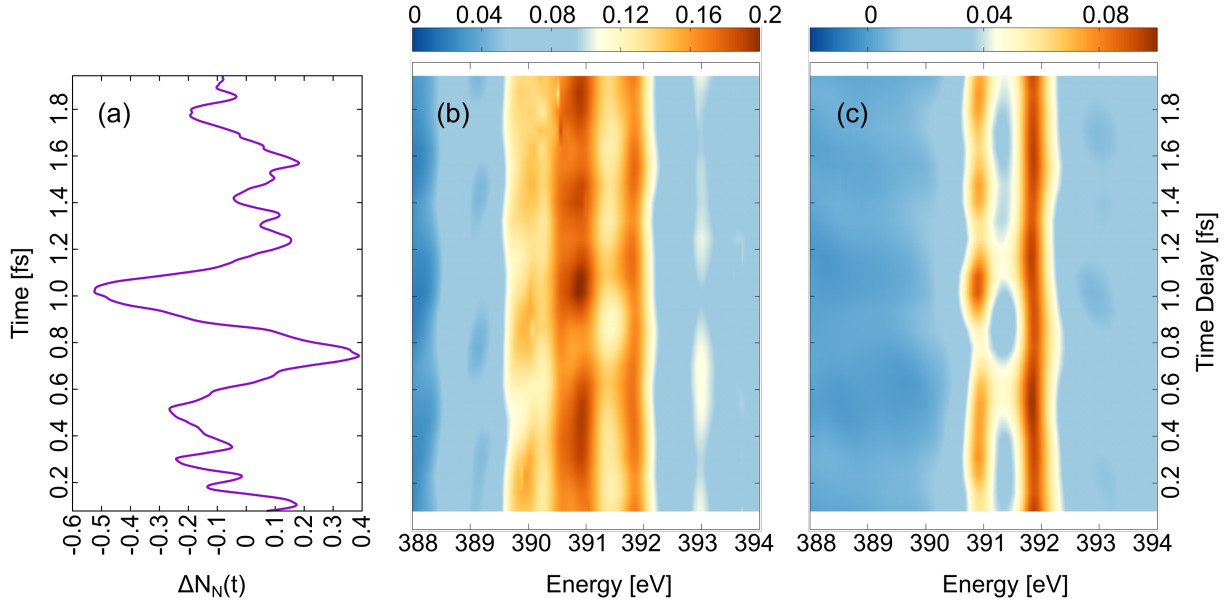 0 0.04 0.08 0.12 0.16 0.2
0 0.04 0.08
(a)
(b)
(c)
1.8
1.6
1.4
1.2
1.0
0.8
0.6
0.4
0.2
Time [fs]
-0.6 -0.5 -0.4 -0.3 -0.2 -0.1 0 0.1 0.2 0.3 0.4
ΔN_N(t)
388 389 390 391 392 393 394
Energy [eV]
388 389 390 391 392 393 394
Energy [eV]
1.8
1.6
1.4
1.2
1.0
0.8
0.6
0.4
0.2
Time Delay [fs]